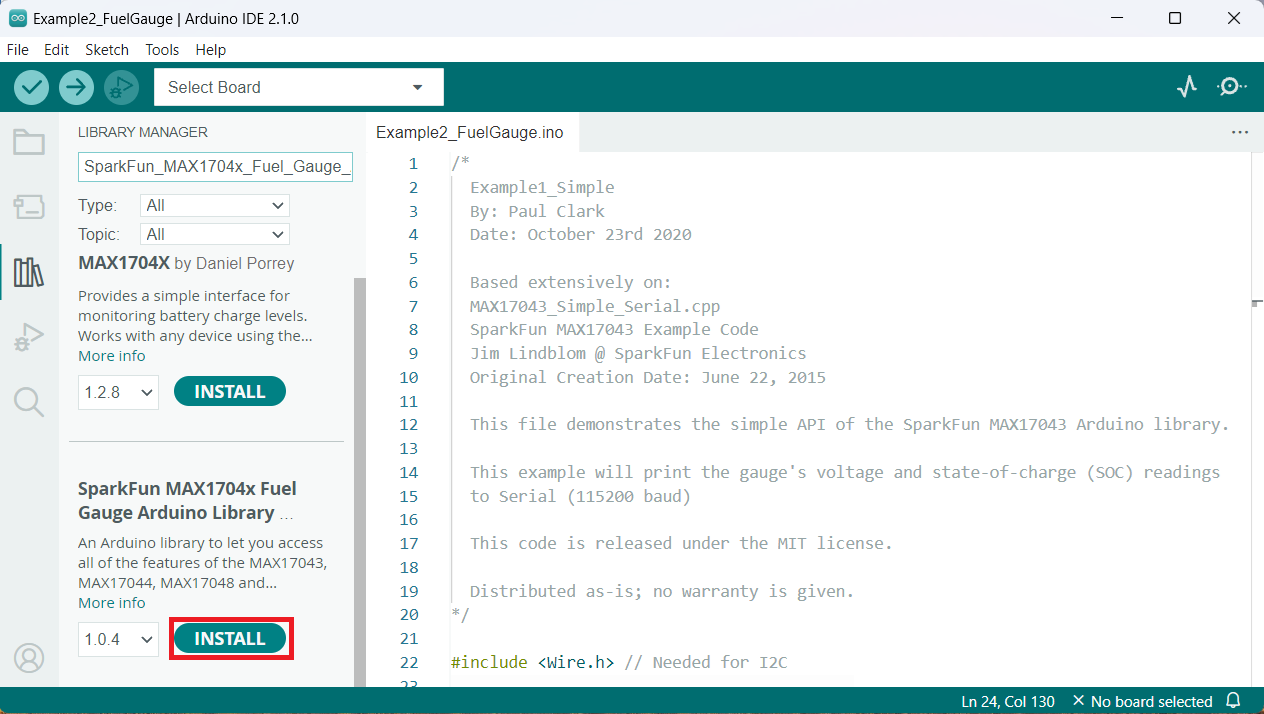 Example2_FuelGauge | Arduino IDE 2.1.0
File Edit Sketch Tools Help
Select Board
LIBRARY MANAGER
SparkFun_MAX1704x_Fuel_Gauge_
Type: All
Topic: All
MAX1704X by Daniel Porrey
Provides a simple interface for
monitoring battery charge levels.
Works with any device using the...
More info
1.2.8 INSTALL
SparkFun MAX1704x Fuel
Gauge Arduino Library ...
An Arduino library to let you access
all of the features of the MAX17043,
MAX17044, MAX17048 and...
More info
1.0.4 INSTALL
Example2_FuelGauge.ino
1 /*
2 Example1_Simple
3 By: Paul Clark
4 Date: October 23rd 2020
5
6 Based extensively on:
7 MAX17043_Simple_Serial.cpp
8 SparkFun MAX17043 Example Code
9 Jim Lindblom @ SparkFun Electronics
10 Original Creation Date: June 22, 2015
11
12 This file demonstrates the simple API of the SparkFun MAX17043 Arduino library.
13
14 This example will print the gauge's voltage and state-of-charge (SOC) readings
15 to Serial (115200 baud)
16
17 This code is released under the MIT license.
18
19 Distributed as-is; no warranty is given.
20 */
21
22 #include <Wire.h> // Needed for I2C
23
Ln 24, Col 130 No board selected